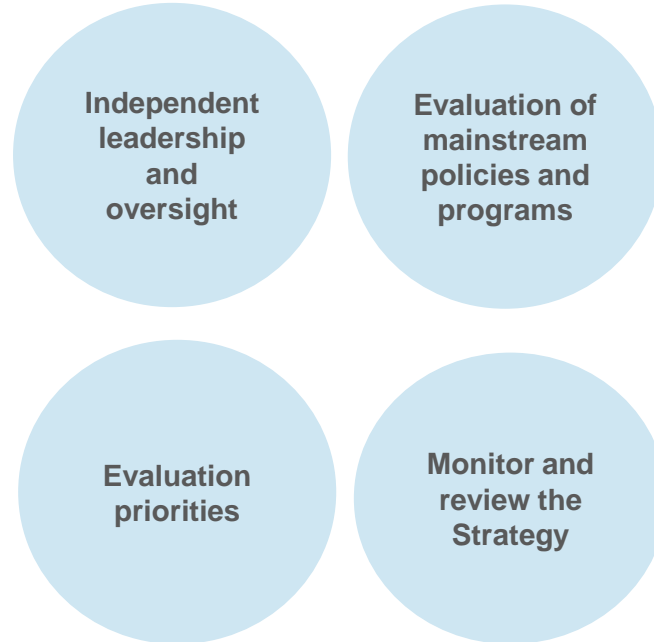 Independent
leadership
and
oversight
Evaluation of
mainstream
policies and
programs
Evaluation
priorities
Monitor and
review the
Strategy